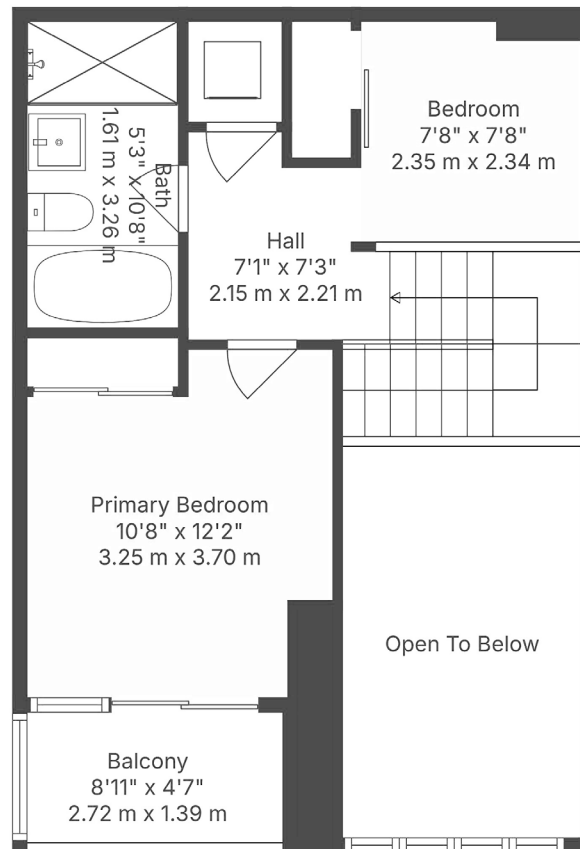 Bedroom
7'8" x 7'8"
2.35 m x 2.34 m
Bath
5'3" x 10'8"
1.61 m x 3.26 m
Hall
7'1" x 7'3"
2.15 m x 2.21 m
Primary Bedroom
10'8" x 12'2"
3.25 m x 3.70 m
Open To Below
Balcony
8'11" x 4'7"
2.72 m x 1.39 m